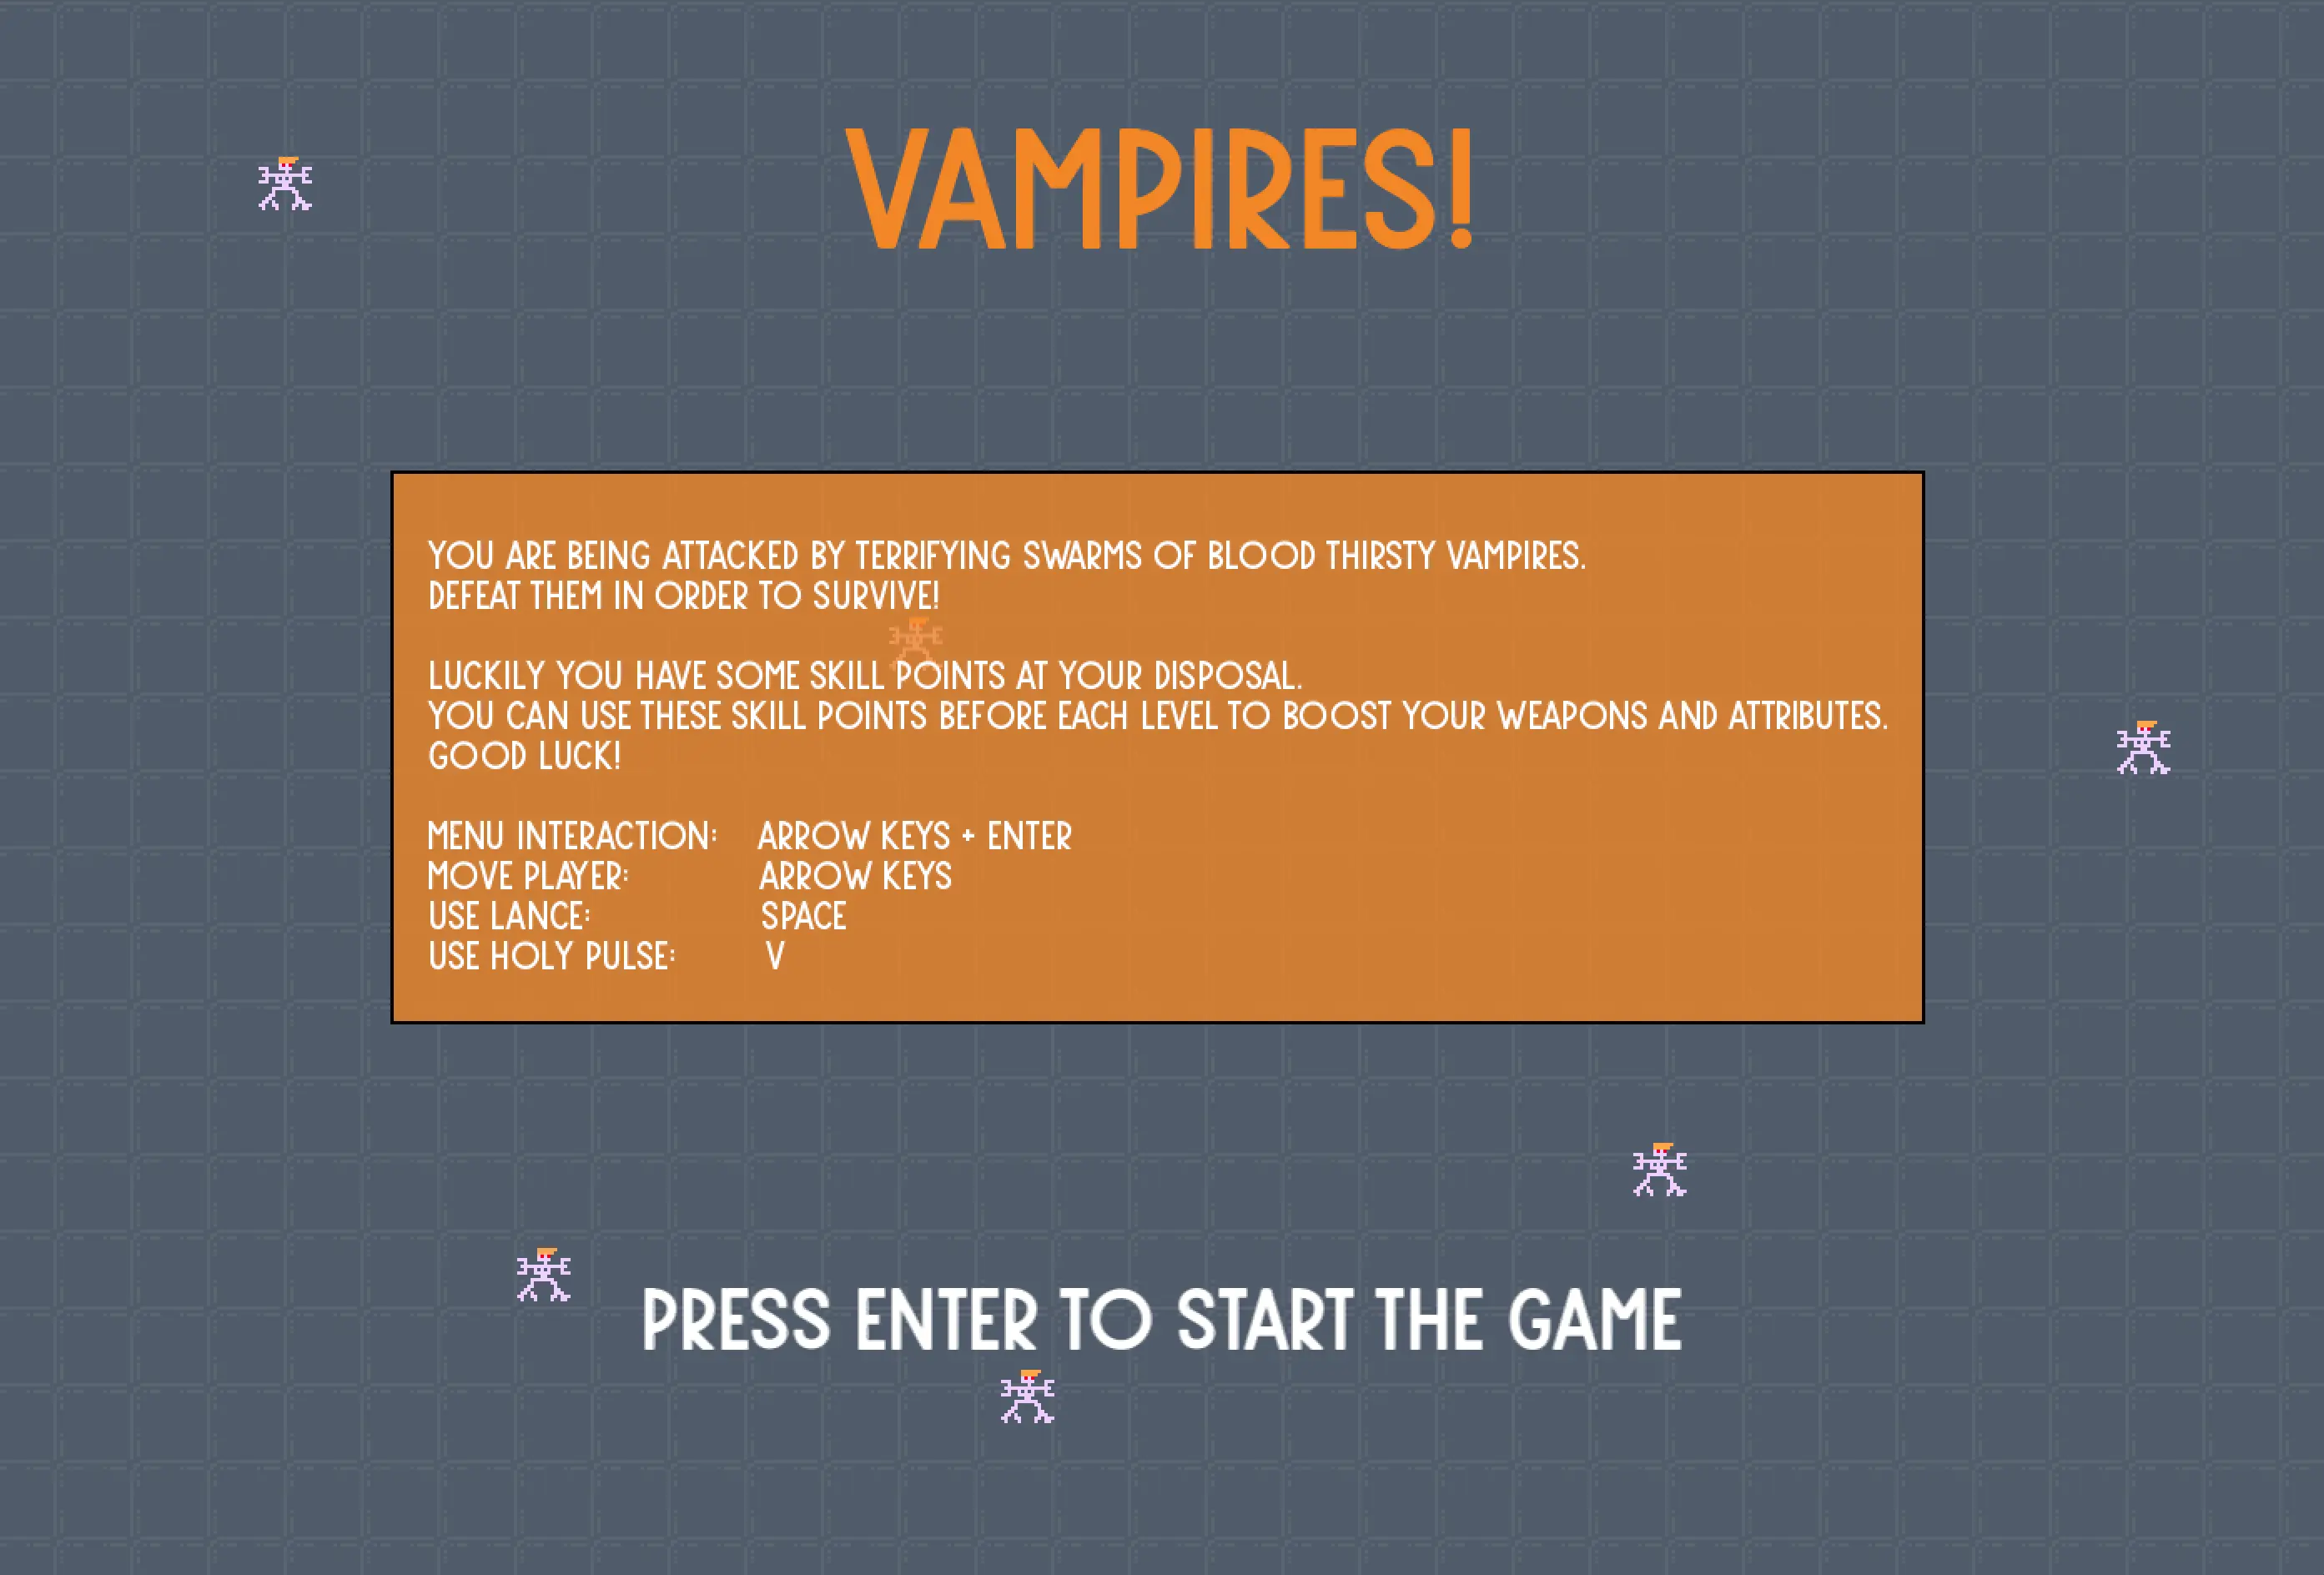 VAMPIRES!
YOU ARE BEING ATTACKED BY TERRIFYING SWARMS OF BLOOD THIRSTY VAMPIRES.
DEFEAT THEM IN ORDER TO SURVIVE!
LUCKILY YOU HAVE SOME SKILL POINTS AT YOUR DISPOSAL.
YOU CAN USE THESE SKILL POINTS BEFORE EACH LEVEL TO BOOST YOUR WEAPONS AND ATTRIBUTES.
GOOD LUCK!
MENU INTERACTION: ARROW KEYS + ENTER
MOVE PLAYER: ARROW KEYS
USE LANCE: SPACE
USE HOLY PULSE: V
PRESS ENTER TO START THE GAME